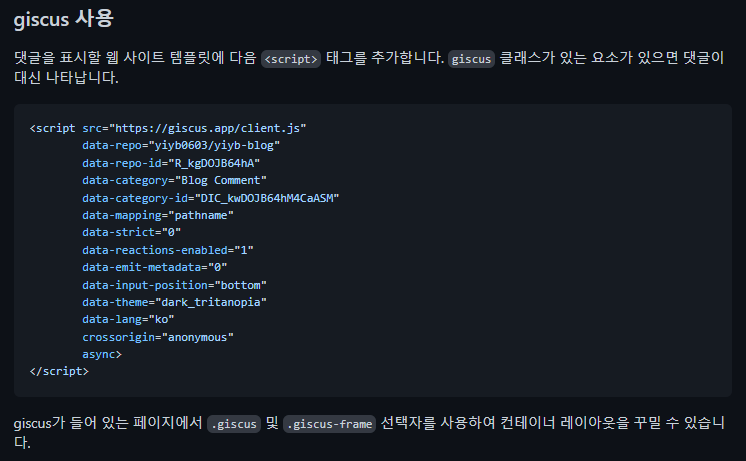 giscus 사용
댓글을 표시할 웹 사이트 템플릿에 다음 <script> 태그를 추가합니다. giscus 클래스가 있는 요소가 있으면 댓글이
대신 나타납니다.
<script src="https://giscus.app/client.js"
data-repo="yiyb0603/yiyb-blog"
data-repo-id="R_kgDOJB64hA"
data-category="Blog Comment"
data-category-id="DIC_kwDOJB64hM4CaASM"
data-mapping="pathname"
data-strict="0"
data-reactions-enabled="1"
data-emit-metadata="0"
data-input-position="bottom"
data-theme="dark_tritanopia"
data-lang="ko"
crossorigin="anonymous"
async>
</script>
giscus가 들어 있는 페이지에서 .giscus 및 .giscus-frame 선택자를 사용하여 컨테이너 레이아웃을 꾸밀 수 있습니
다.